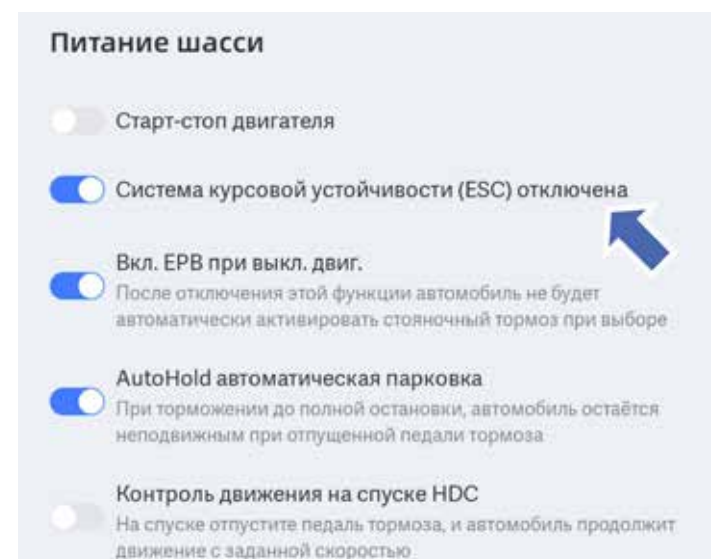 Питание шасси
Старт-стоп двигателя
Система курсовой устойчивости (ESC) отключена
Вкл. EPB при выкл. двиг.
После отключения этой функции автомобиль не будет
автоматически активировать стояночный тормоз при выборе
AutoHold автоматическая парковка
При торможении до полной остановки, автомобиль остаётся
неподвижным при отпущенной педали тормоза
Контроль движения на спуске HDC
На спуске отпустите педаль тормоза, и автомобиль продолжит
движение с заданной скоростью